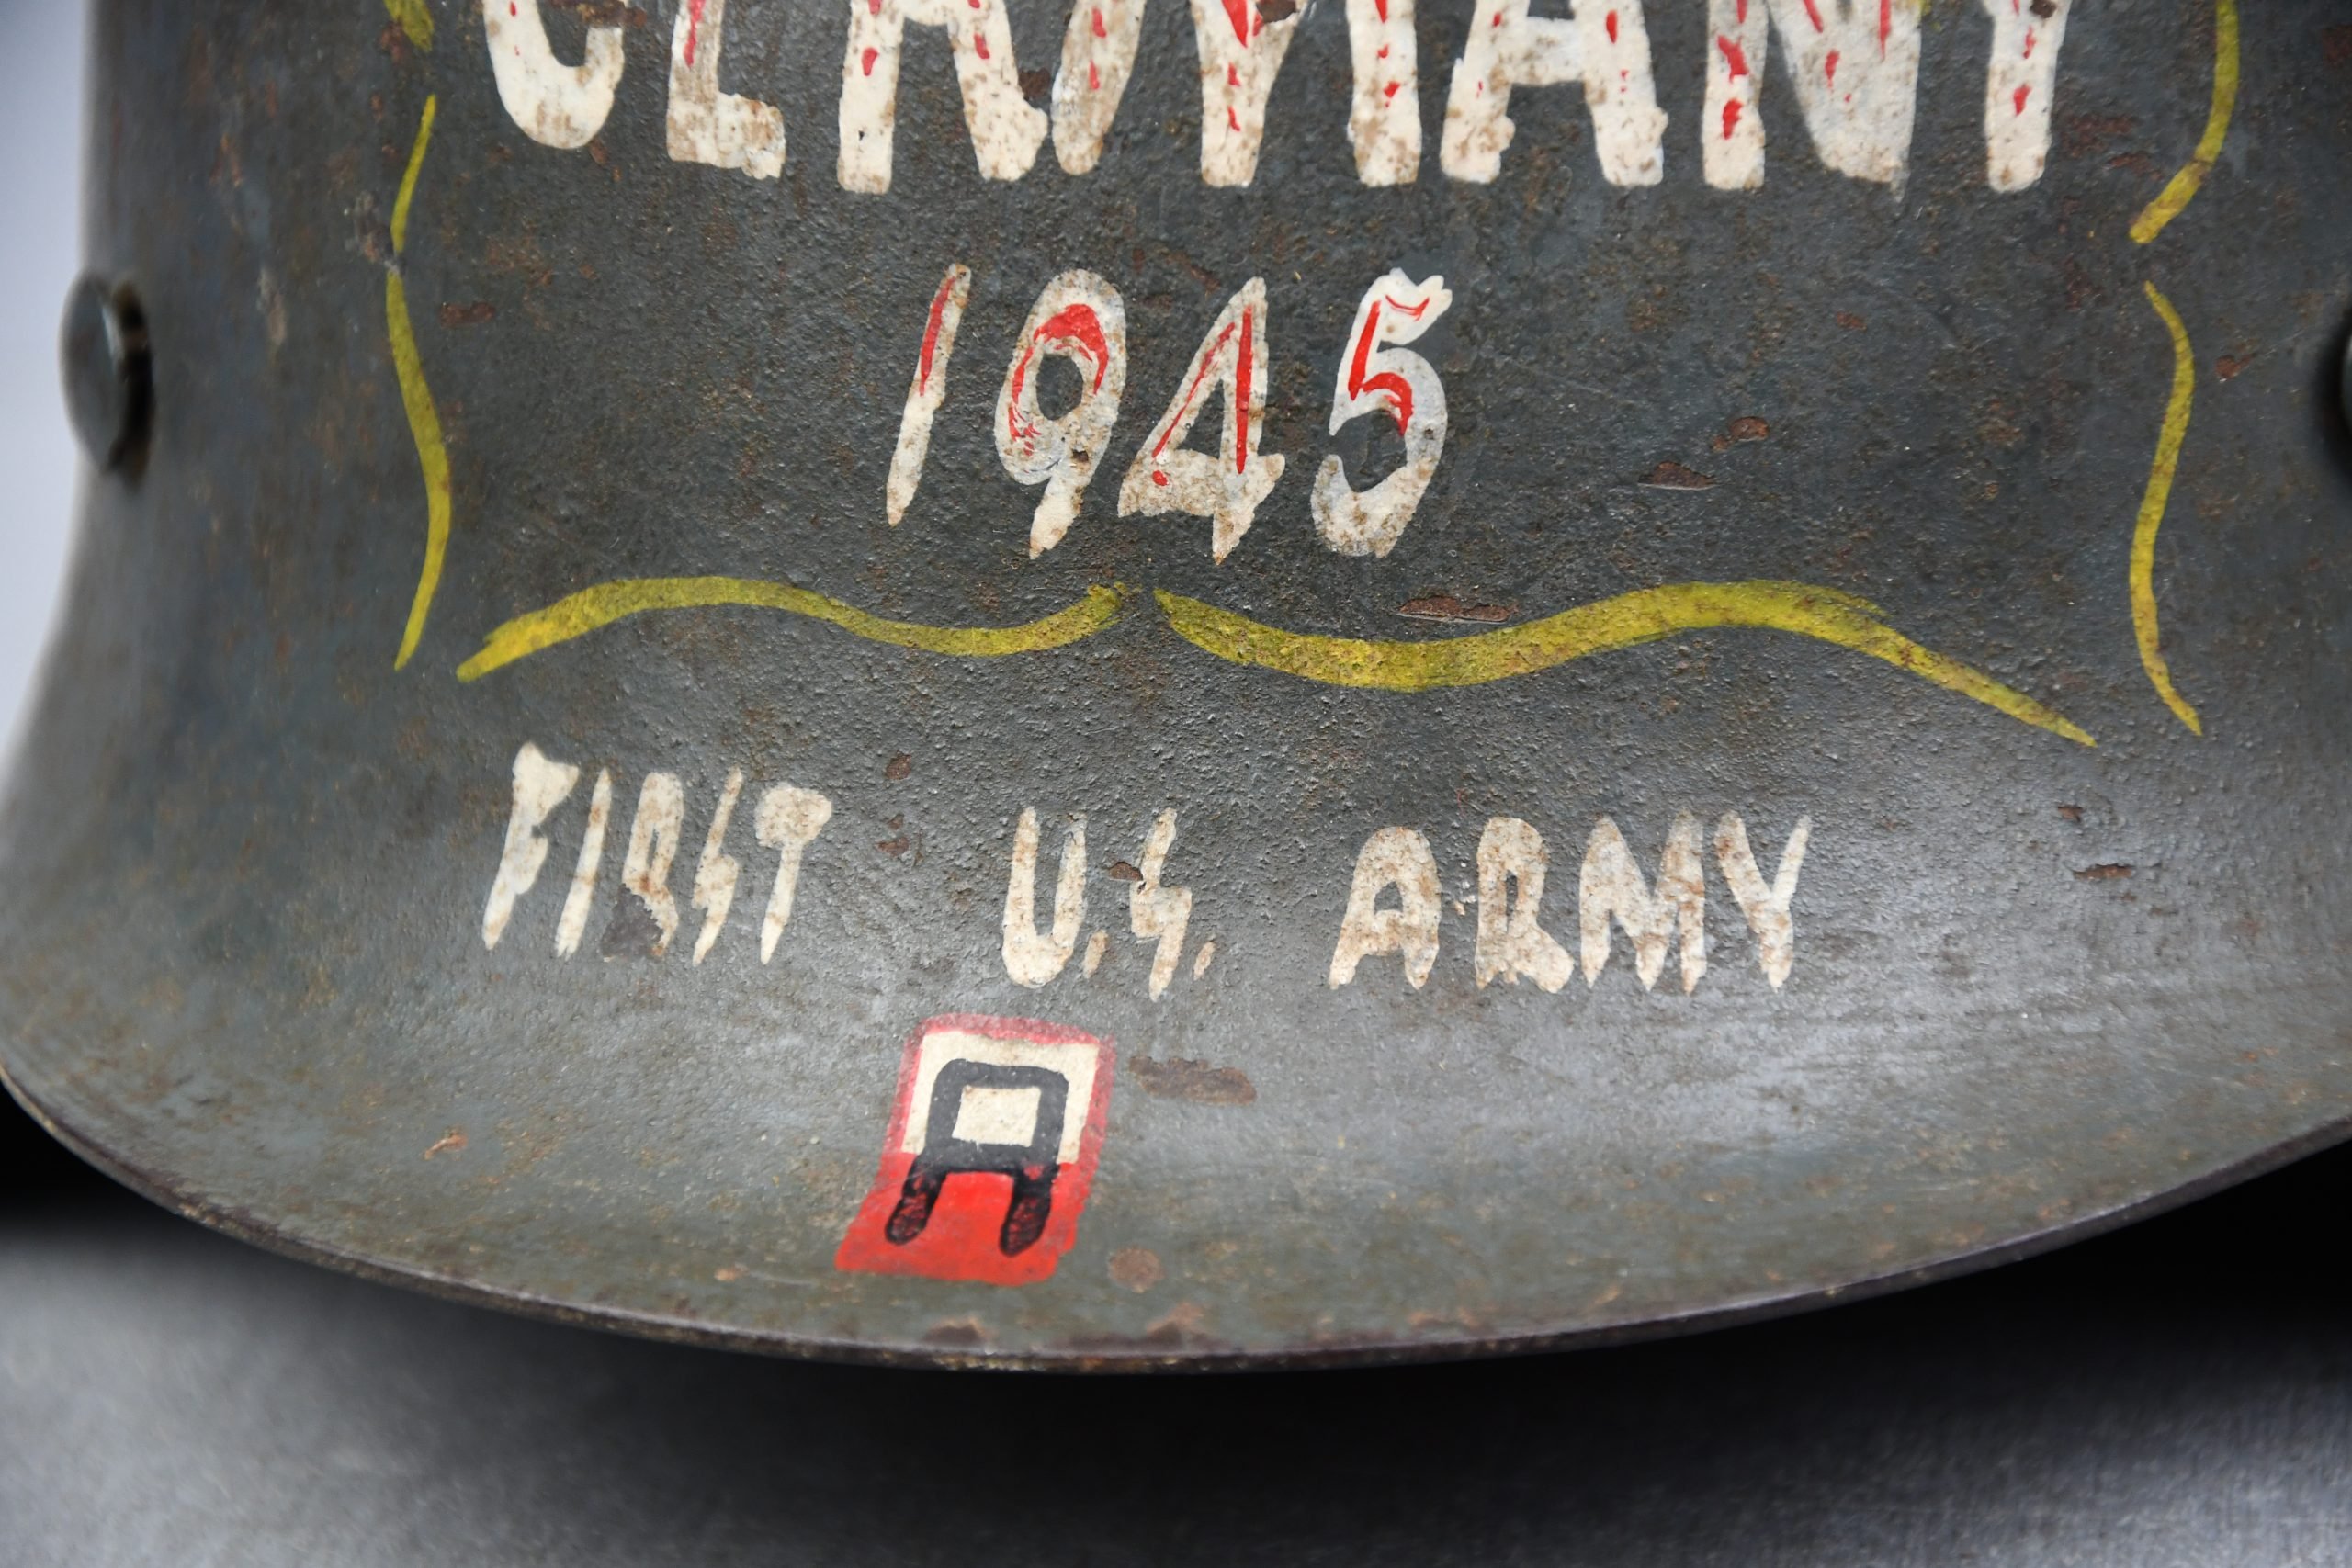 GERMANY
1945
FIRST U.S. ARMY
A